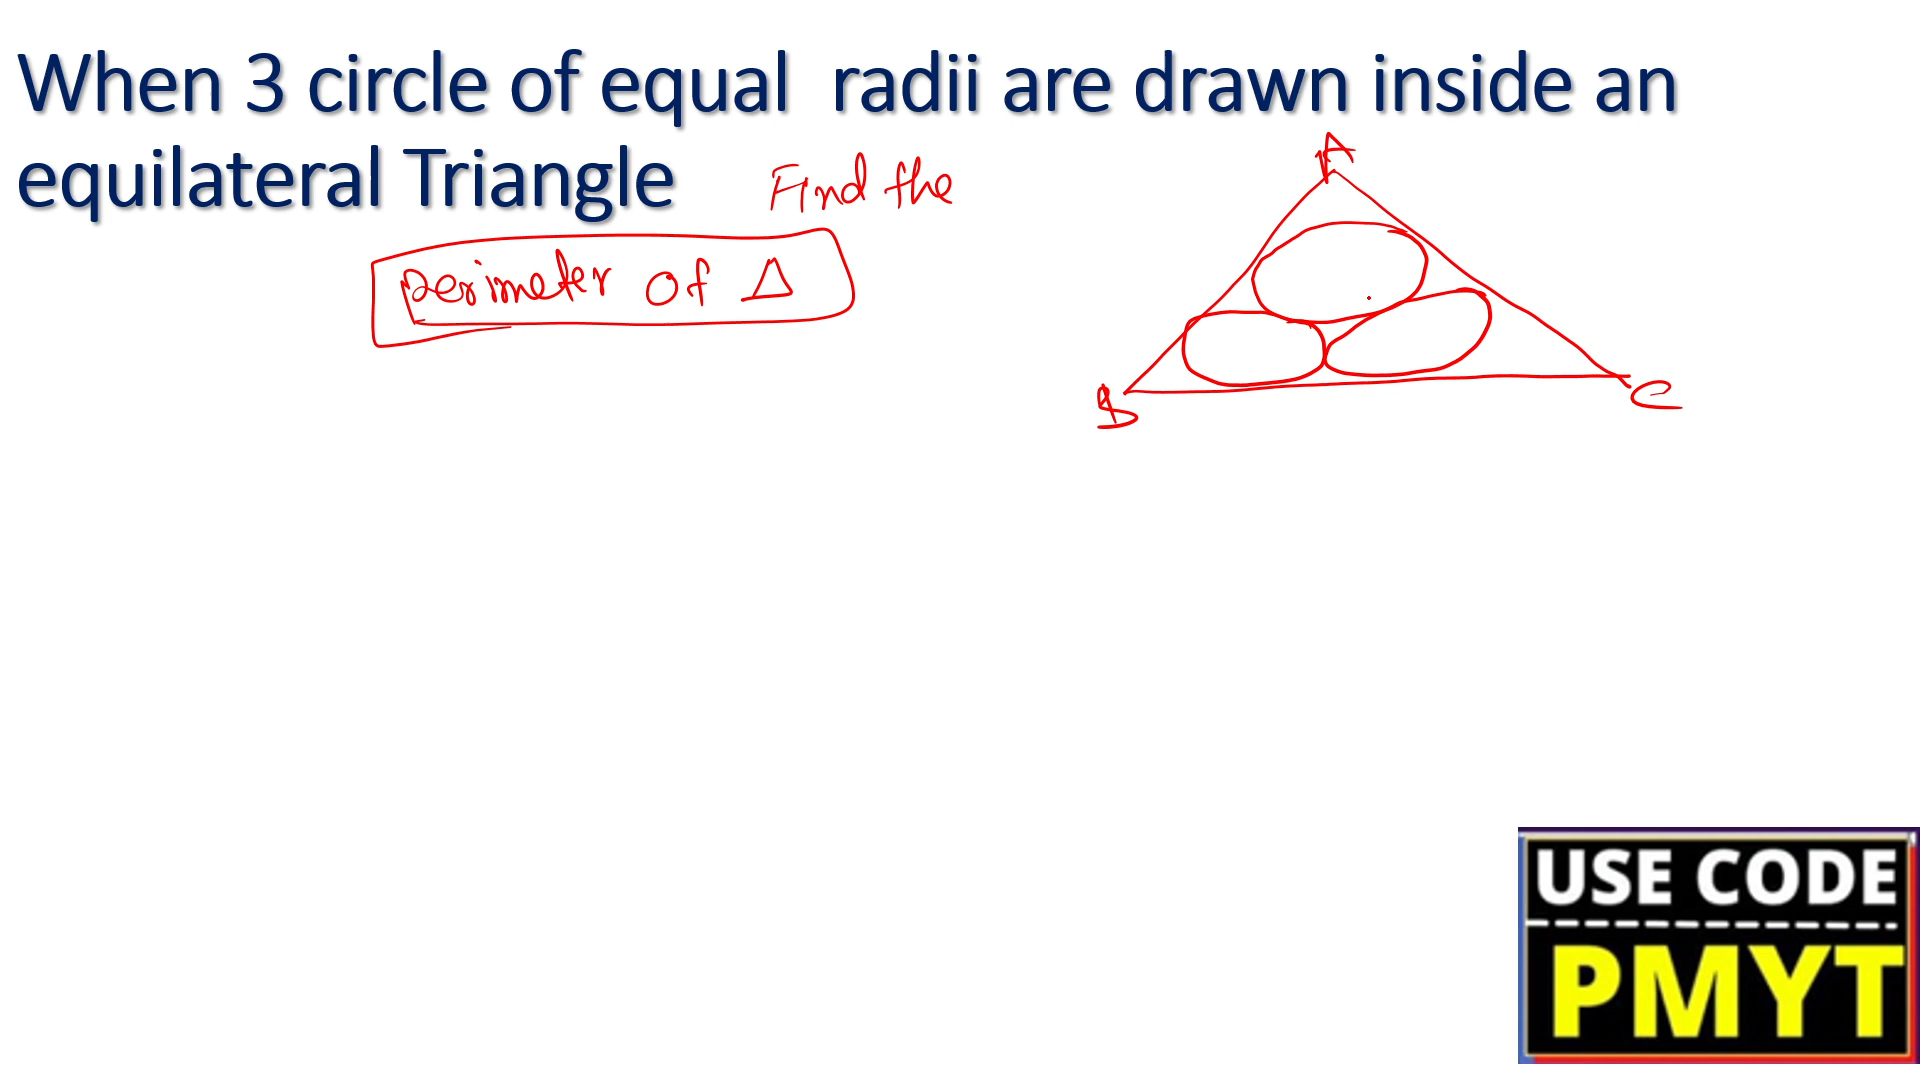 When 3 circle of equal radii are drawn inside an
equilateral Triangle Find the
perimeter of Δ
A
B
C
USE CODE
PMYT